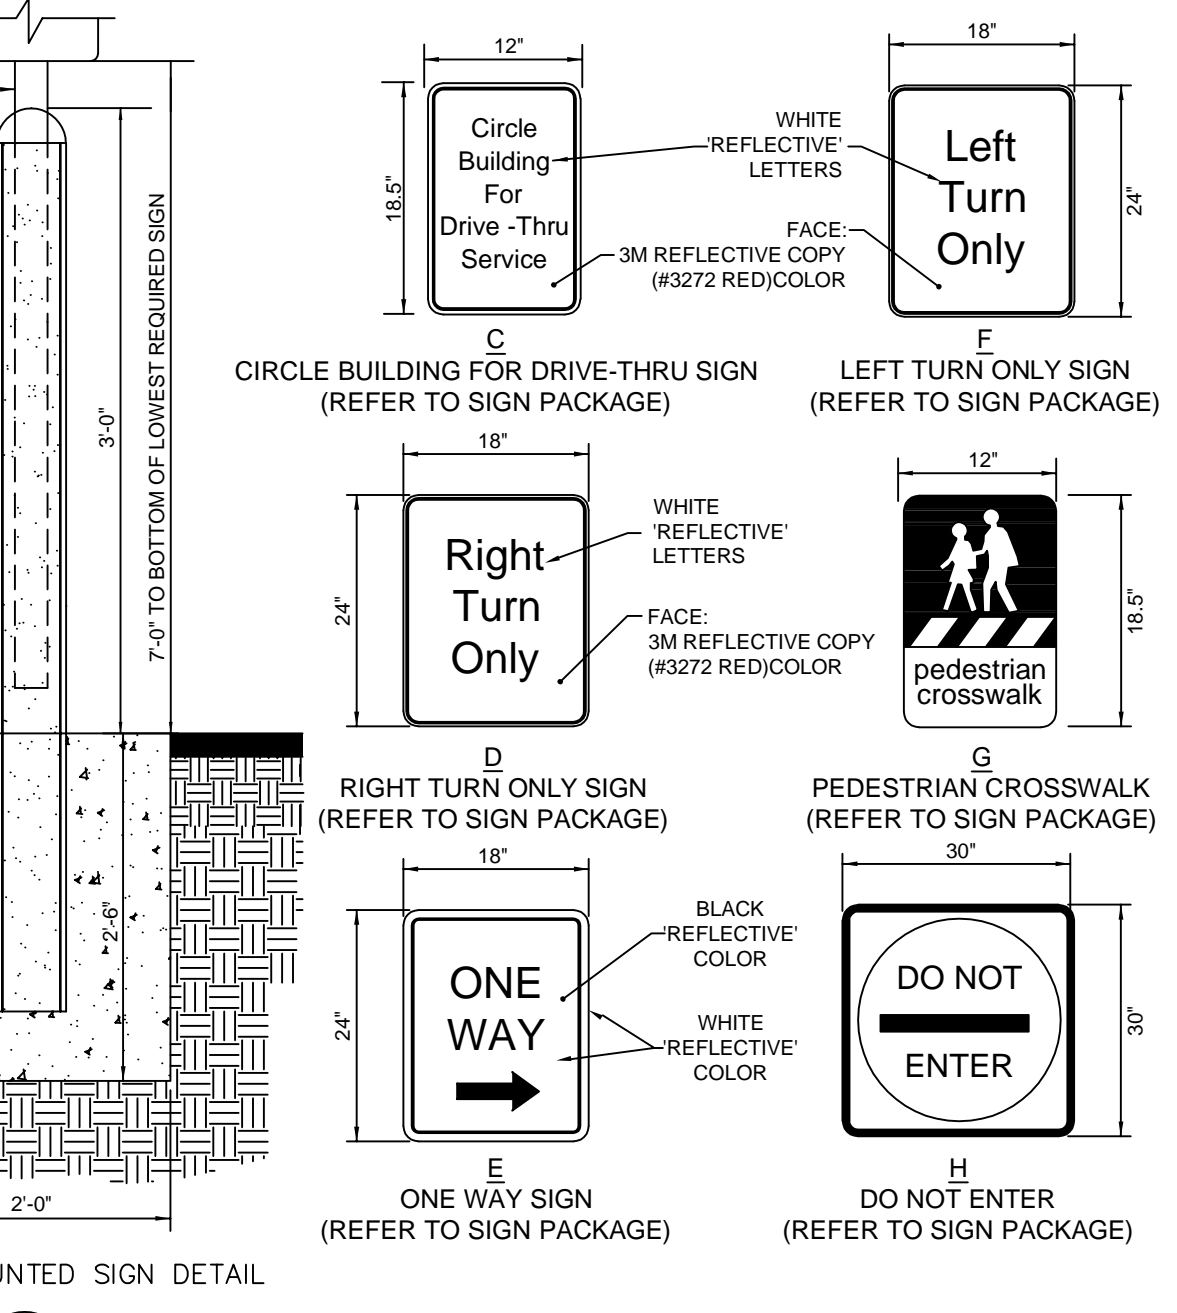 3'-0"
7'-0" TO BOTTOM OF LOWEST REQUIRED SIGN
2'-6"
2'-0"
UNTED SIGN DETAIL
12"
18.5"
Circle
Building
For
Drive -Thru
Service
WHITE
'REFLECTIVE'
LETTERS
FACE:
3M REFLECTIVE COPY
(#3272 RED)COLOR
C
CIRCLE BUILDING FOR DRIVE-THRU SIGN
(REFER TO SIGN PACKAGE)
18"
24"
Left
Turn
Only
F
LEFT TURN ONLY SIGN
(REFER TO SIGN PACKAGE)
18"
24"
Right
Turn
Only
WHITE
'REFLECTIVE'
LETTERS
FACE:
3M REFLECTIVE COPY
(#3272 RED)COLOR
D
RIGHT TURN ONLY SIGN
(REFER TO SIGN PACKAGE)
12"
18.5"
pedestrian
crosswalk
G
PEDESTRIAN CROSSWALK
(REFER TO SIGN PACKAGE)
18"
24"
ONE
WAY
BLACK
'REFLECTIVE'
COLOR
WHITE
'REFLECTIVE'
COLOR
E
ONE WAY SIGN
(REFER TO SIGN PACKAGE)
30"
30"
DO NOT
ENTER
H
DO NOT ENTER
(REFER TO SIGN PACKAGE)